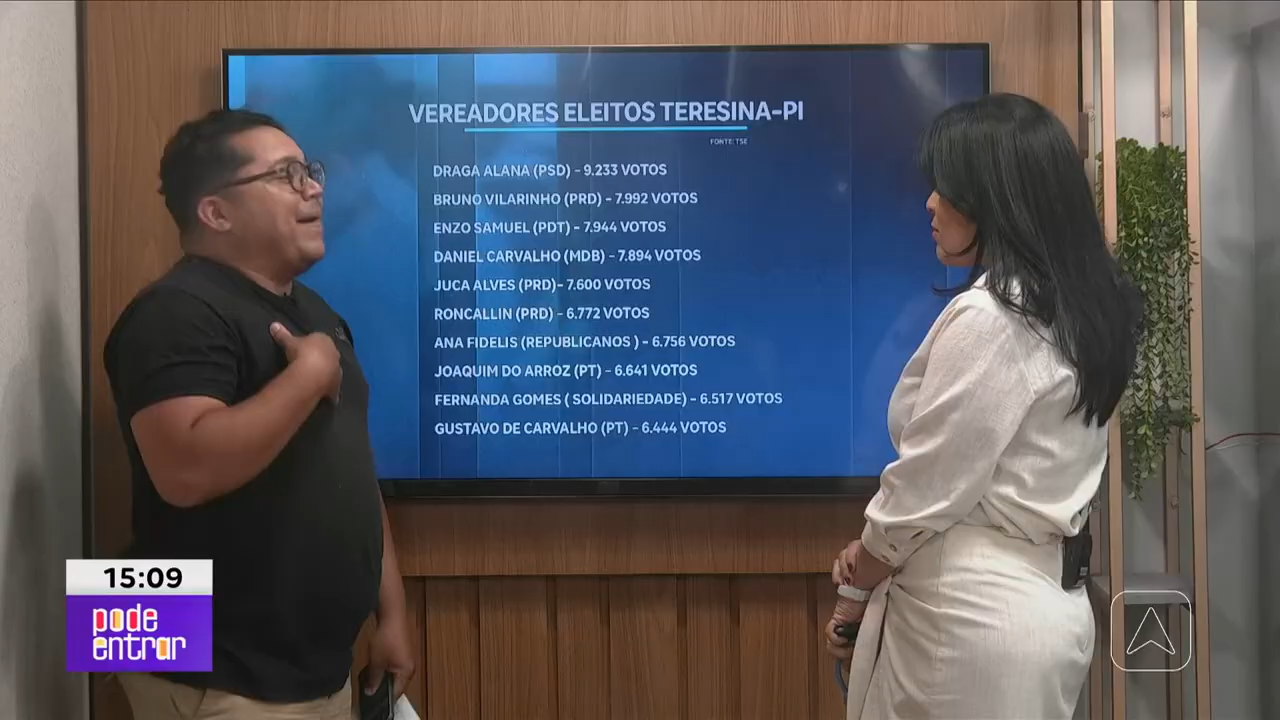 VEREADORES ELEITOS TERESINA-PI
FONTE: TSE
DRAGA ALANA (PSD) - 9.233 VOTOS
BRUNO VILARINHO (PRD) - 7.992 VOTOS
ENZO SAMUEL (PDT) - 7.944 VOTOS
DANIEL CARVALHO (MDB) - 7.894 VOTOS
JUCA ALVES (PRD)- 7.600 VOTOS
RONCALLIN (PRD) - 6.772 VOTOS
ANA FIDELIS (REPUBLICANOS ) - 6.756 VOTOS
JOAQUIM DO ARROZ (PT) - 6.641 VOTOS
FERNANDA GOMES ( SOLIDARIEDADE) - 6.517 VOTOS
GUSTAVO DE CARVALHO (PT) - 6.444 VOTOS
15:09
pode
entrar